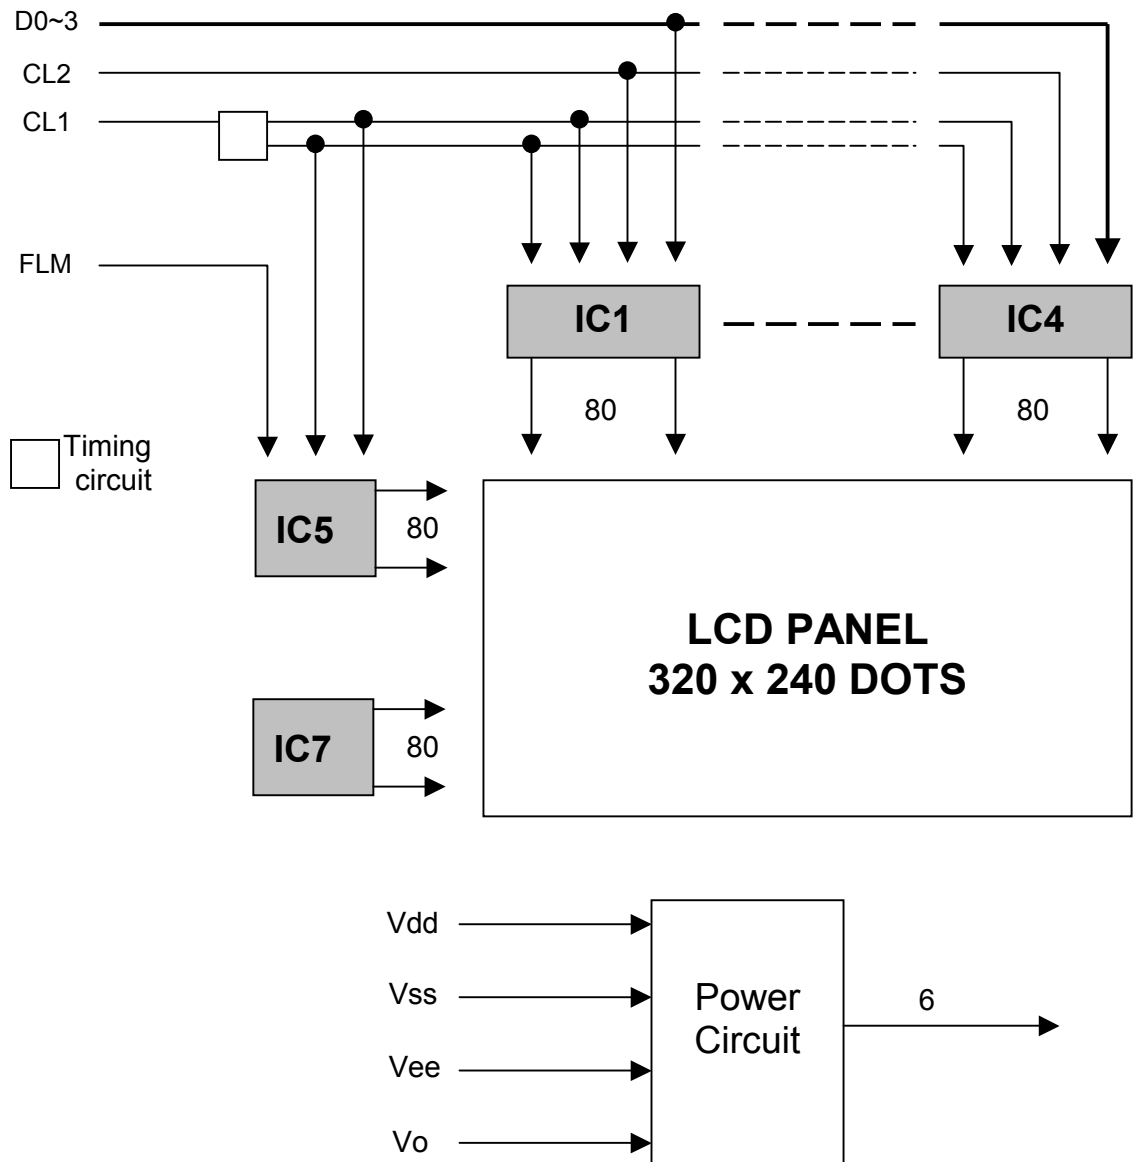 D0~3
CL2
CL1
FLM
IC1
IC4
80
80
Timing
circuit
IC5
80
LCD PANEL
320 x 240 DOTS
IC7
80
Vdd
Vss
Vee
Vo
Power
Circuit
6